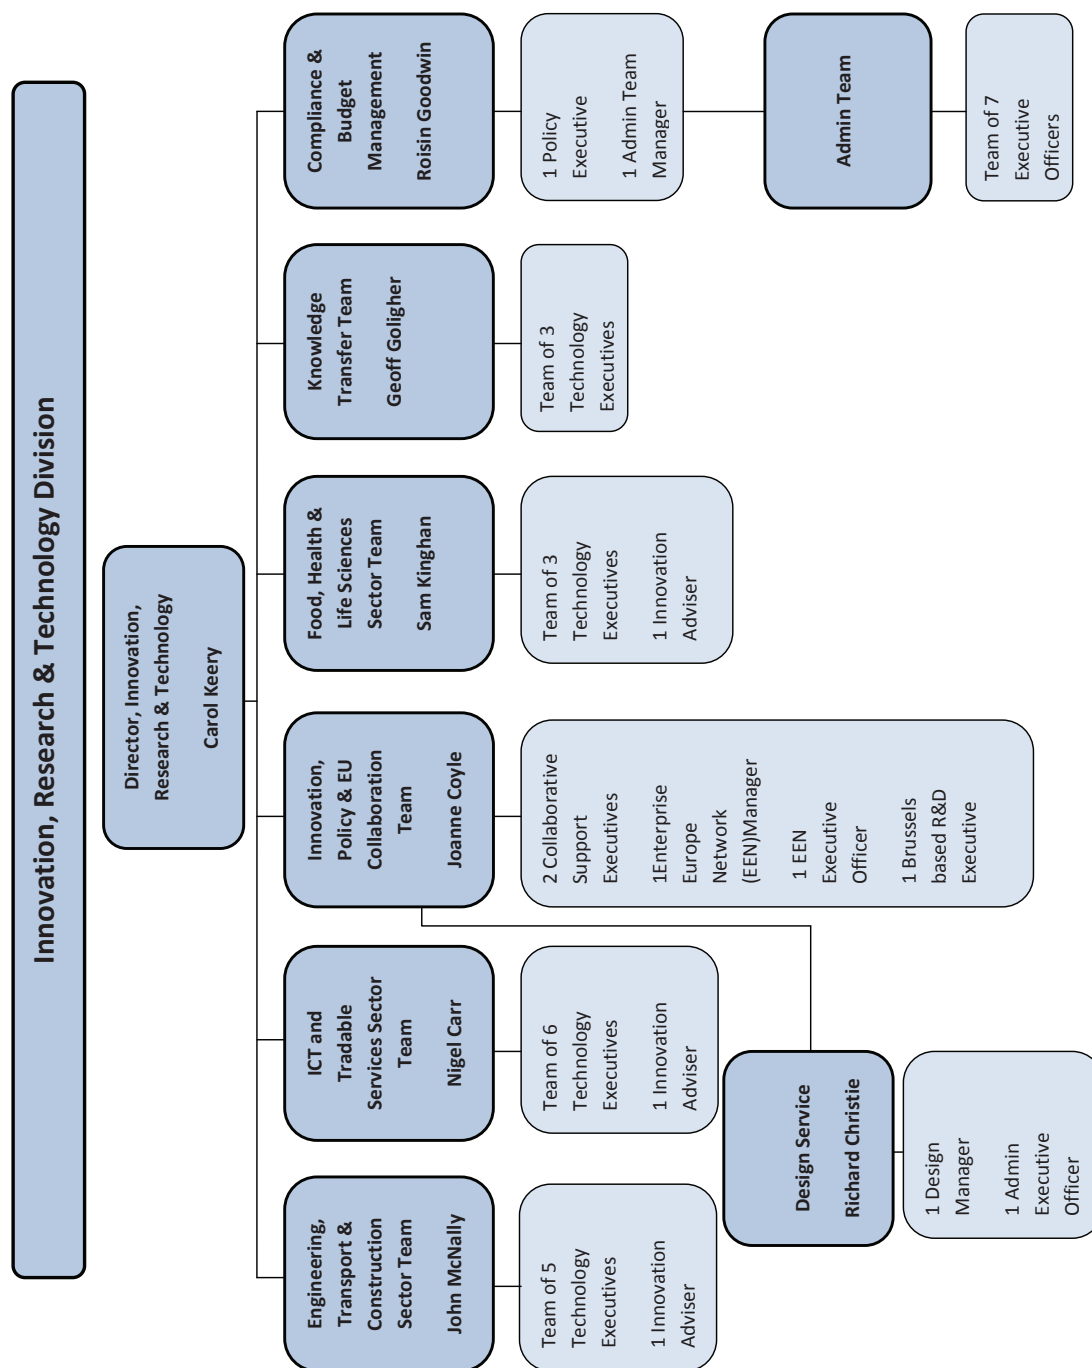 Innovation, Research & Technology Division
Director, Innovation,
Research & Technology
Carol Keery
Engineering,
Transport &
Construction
Sector Team
John McNally
Team of 5
Technology
Executives
1 Innovation
Adviser
ICT and
Tradable
Services Sector
Team
Nigel Carr
Team of 6
Technology
Executives
1 Innovation
Adviser
Innovation,
Policy & EU
Collaboration
Team
Joanne Coyle
2 Collaborative
Support
Executives
1Enterprise
Europe
Network
(EEN)Manager
1 EEN
Executive
Officer
1 Brussels
based R&D
Executive
Design Service
Richard Christie
1 Design
Manager
1 Admin
Executive
Officer
Food, Health &
Life Sciences
Sector Team
Sam Kinghan
Team of 3
Technology
Executives
1 Innovation
Adviser
Knowledge
Transfer Team
Geoff Goligher
Team of 3
Technology
Executives
Compliance &
Budget
Management
Roisin Goodwin
1 Policy
Executive
1 Admin Team
Manager
Admin Team
Team of 7
Executive
Officers